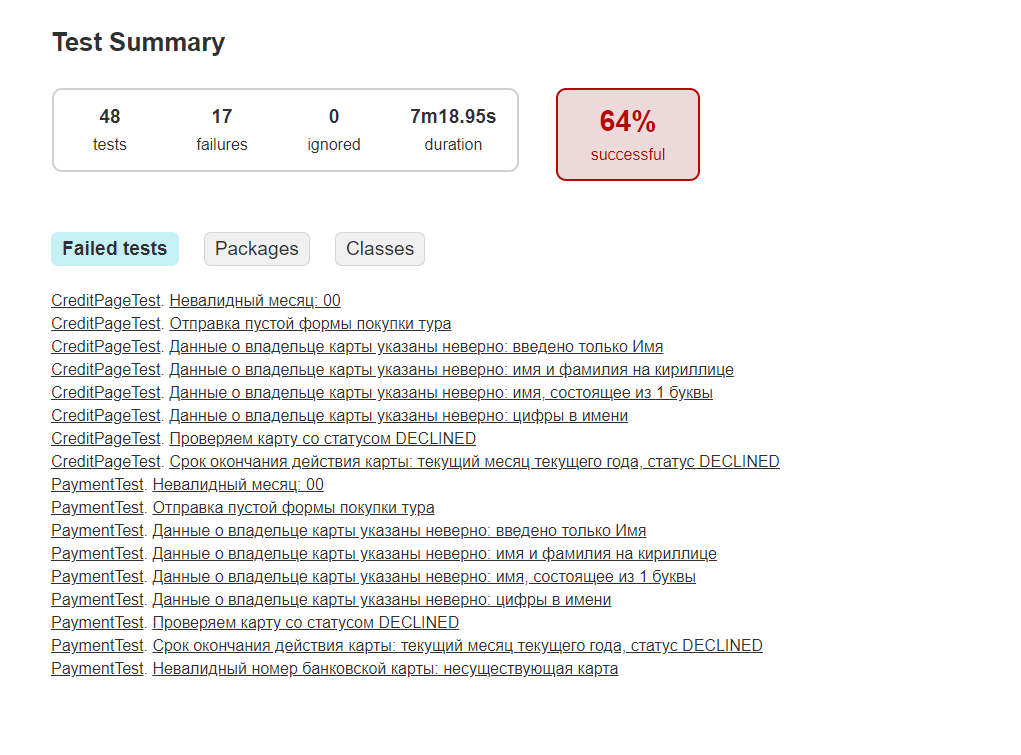 Test Summary
48 17 0 7m18.95s
tests failures ignored duration
64%
successful
Failed tests Packages Classes
CreditPageTest. Невалидный месяц: 00
CreditPageTest. Отправка пустой формы покупки тура
CreditPageTest. Данные о владельце карты указаны неверно: введено только Имя
CreditPageTest. Данные о владельце карты указаны неверно: имя и фамилия на кириллице
CreditPageTest. Данные о владельце карты указаны неверно: имя, состоящее из 1 буквы
CreditPageTest. Данные о владельце карты указаны неверно: цифры в имени
CreditPageTest. Проверяем карту со статусом DECLINED
CreditPageTest. Срок окончания действия карты: текущий месяц текущего года, статус DECLINED
PaymentTest. Невалидный месяц: 00
PaymentTest. Отправка пустой формы покупки тура
PaymentTest. Данные о владельце карты указаны неверно: введено только Имя
PaymentTest. Данные о владельце карты указаны неверно: имя и фамилия на кириллице
PaymentTest. Данные о владельце карты указаны неверно: имя, состоящее из 1 буквы
PaymentTest. Данные о владельце карты указаны неверно: цифры в имени
PaymentTest. Проверяем карту со статусом DECLINED
PaymentTest. Срок окончания действия карты: текущий месяц текущего года, статус DECLINED
PaymentTest. Невалидный номер банковской карты: несуществующая карта